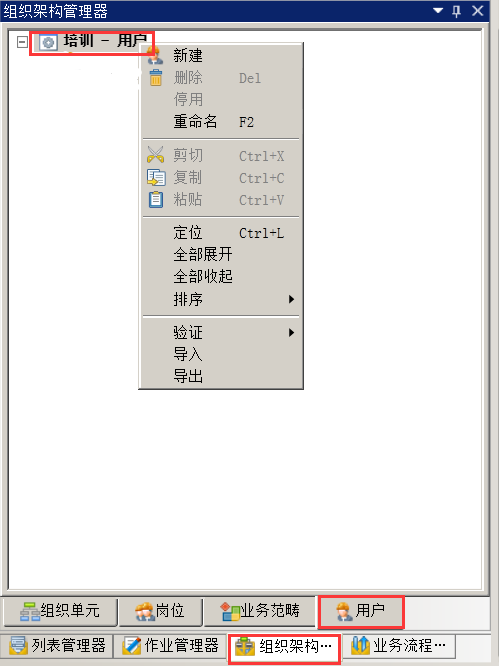 组织架构管理器
培训 - 用户
新建
删除 Del
停用
重命名 F2
剪切 Ctrl+X
复制 Ctrl+C
粘贴 Ctrl+V
定位 Ctrl+L
全部展开
全部收起
排序
验证
导入
导出
组织单元 岗位 业务范畴 用户
列表管理器 作业管理器 组织架构… 业务流程…